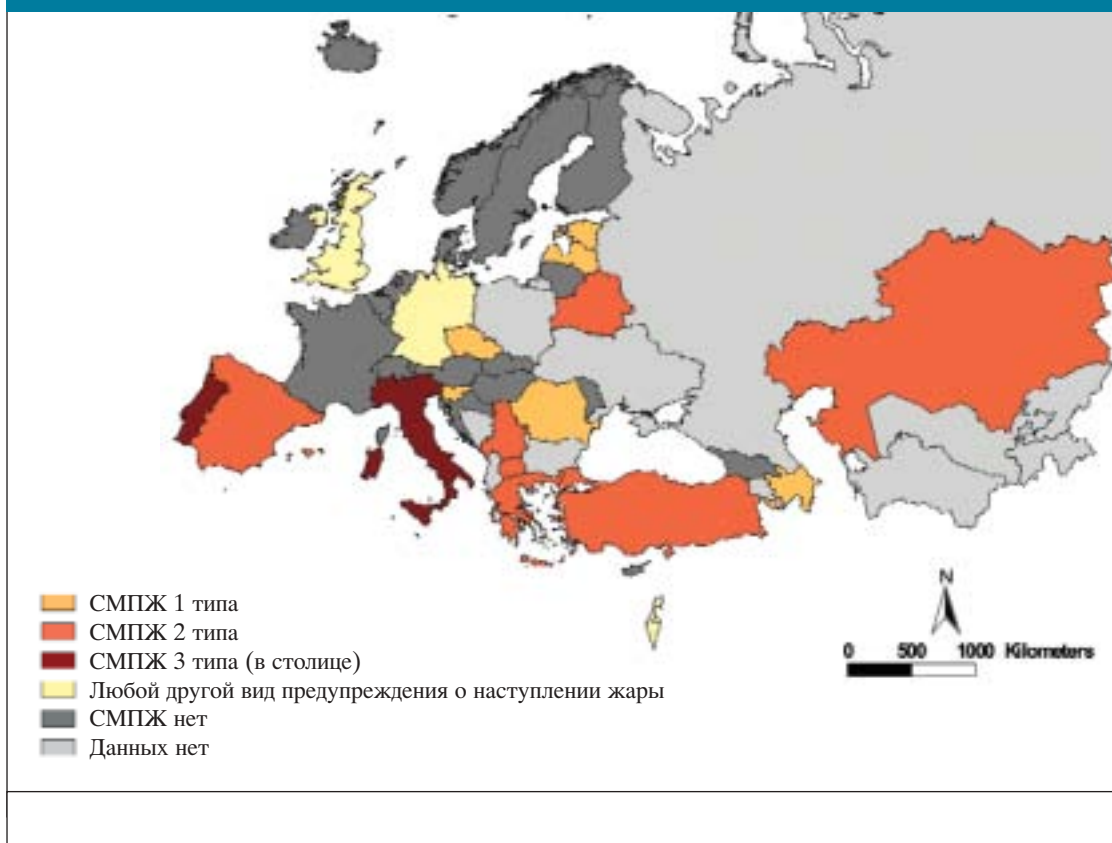 СМПЖ 1 типа
СМПЖ 2 типа
СМПЖ 3 типа (в столице)
Любой другой вид предупреждения о наступлении жары
СМПЖ нет
Данных нет
N
0 500 1000 Kilometers